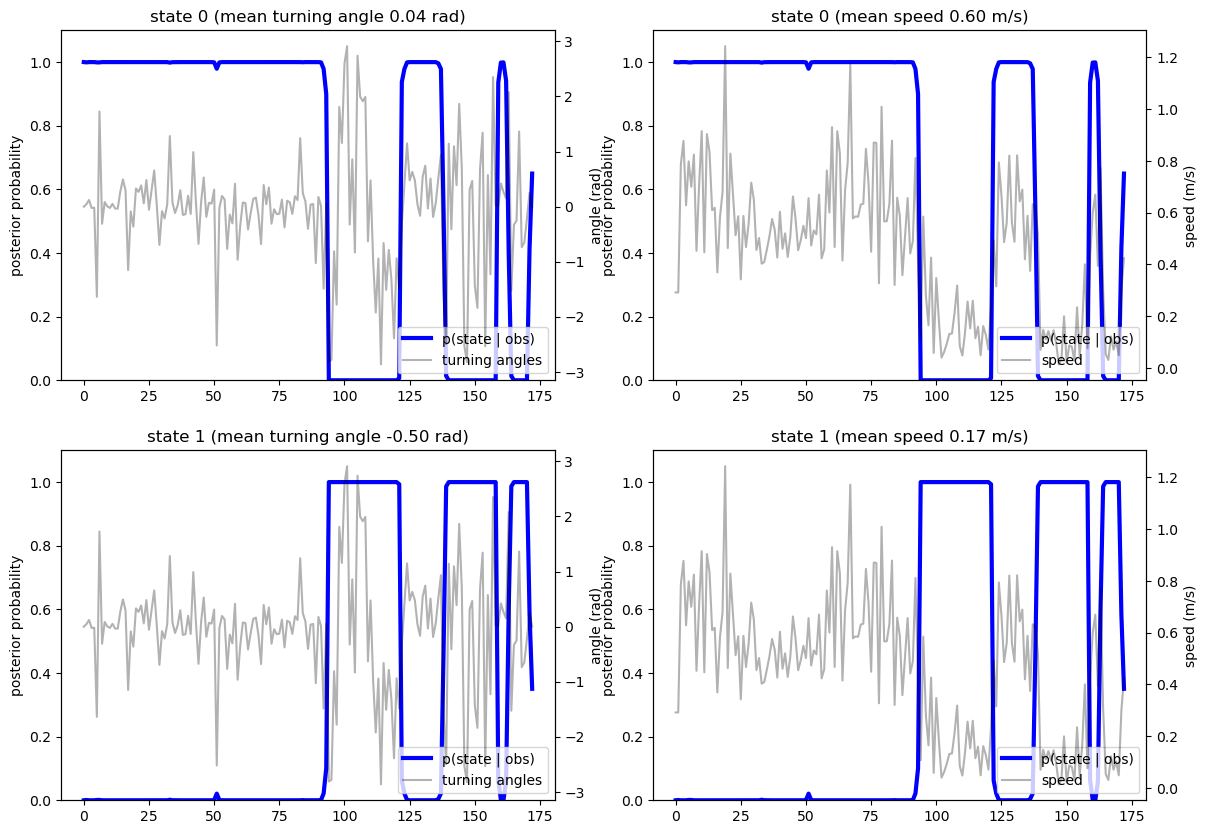 state 0 (mean turning angle 0.04 rad)
posterior probability
1.0
0.8
0.6
0.4
0.2
0.0
3
2
1
0
−1
−2
−3
angle (rad)
p(state | obs)
turning angles
0 25 50 75 100 125 150 175
state 0 (mean speed 0.60 m/s)
posterior probability
1.0
0.8
0.6
0.4
0.2
0.0
1.2
1.0
0.8
0.6
0.4
0.2
0.0
speed (m/s)
p(state | obs)
speed
0 25 50 75 100 125 150 175
state 1 (mean turning angle -0.50 rad)
posterior probability
1.0
0.8
0.6
0.4
0.2
0.0
3
2
1
0
−1
−2
−3
angle (rad)
p(state | obs)
turning angles
0 25 50 75 100 125 150 175
state 1 (mean speed 0.17 m/s)
posterior probability
1.0
0.8
0.6
0.4
0.2
0.0
1.2
1.0
0.8
0.6
0.4
0.2
0.0
speed (m/s)
p(state | obs)
speed
0 25 50 75 100 125 150 175